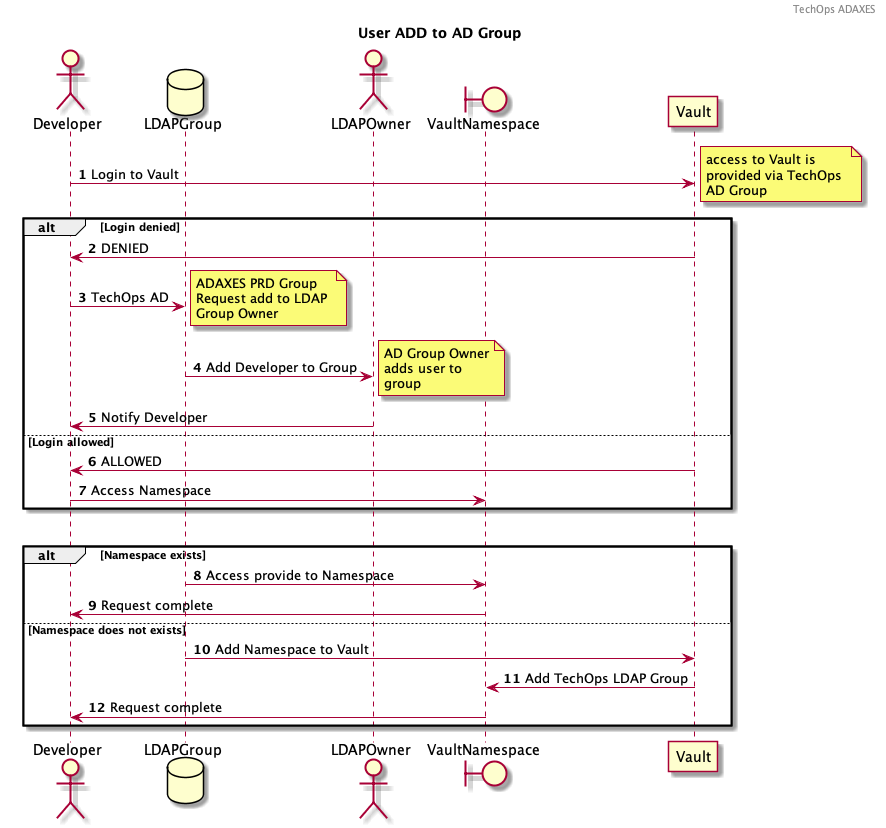 TechOps ADAXES
User ADD to AD Group
Developer
LDAPGroup
LDAPOwner
VaultNamespace
Vault
1 Login to Vault
access to Vault is
provided via TechOps
AD Group
alt [Login denied]
2 DENIED
3 TechOps AD
ADAXES PRD Group
Request add to LDAP
Group Owner
4 Add Developer to Group
AD Group Owner
adds user to
group
5 Notify Developer
[Login allowed]
6 ALLOWED
7 Access Namespace
alt [Namespace exists]
8 Access provide to Namespace
9 Request complete
[Namespace does not exists]
10 Add Namespace to Vault
11 Add TechOps LDAP Group
12 Request complete
Developer
LDAPGroup
LDAPOwner
VaultNamespace
Vault